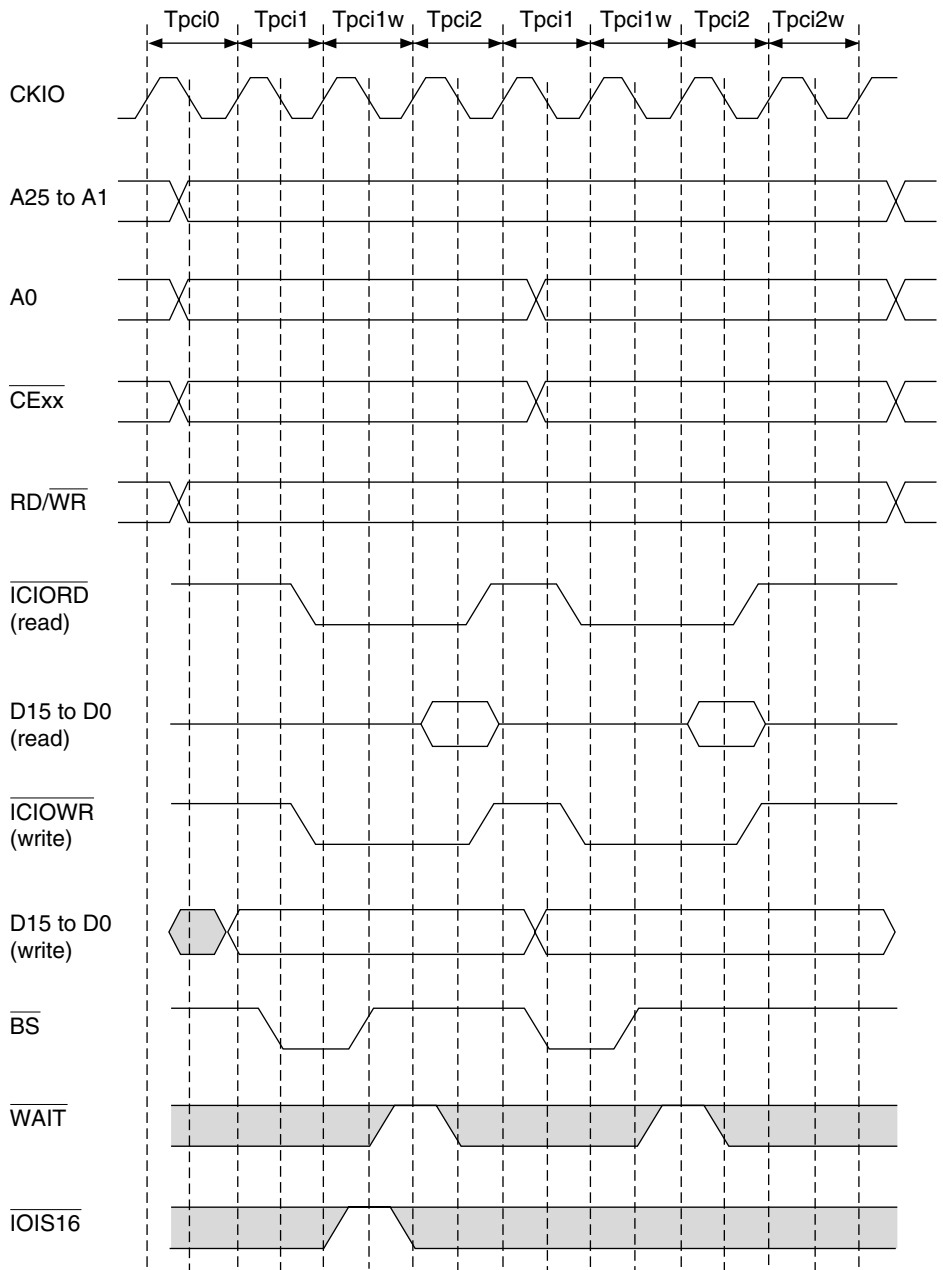 Tpci0 Tpci1 Tpci1w Tpci2 Tpci1 Tpci1w Tpci2 Tpci2w
CKIO
A25 to A1
A0
CExx
RD/WR
ICIORD
(read)
D15 to D0
(read)
ICIOWR
(write)
D15 to D0
(write)
BS
WAIT
IOIS16